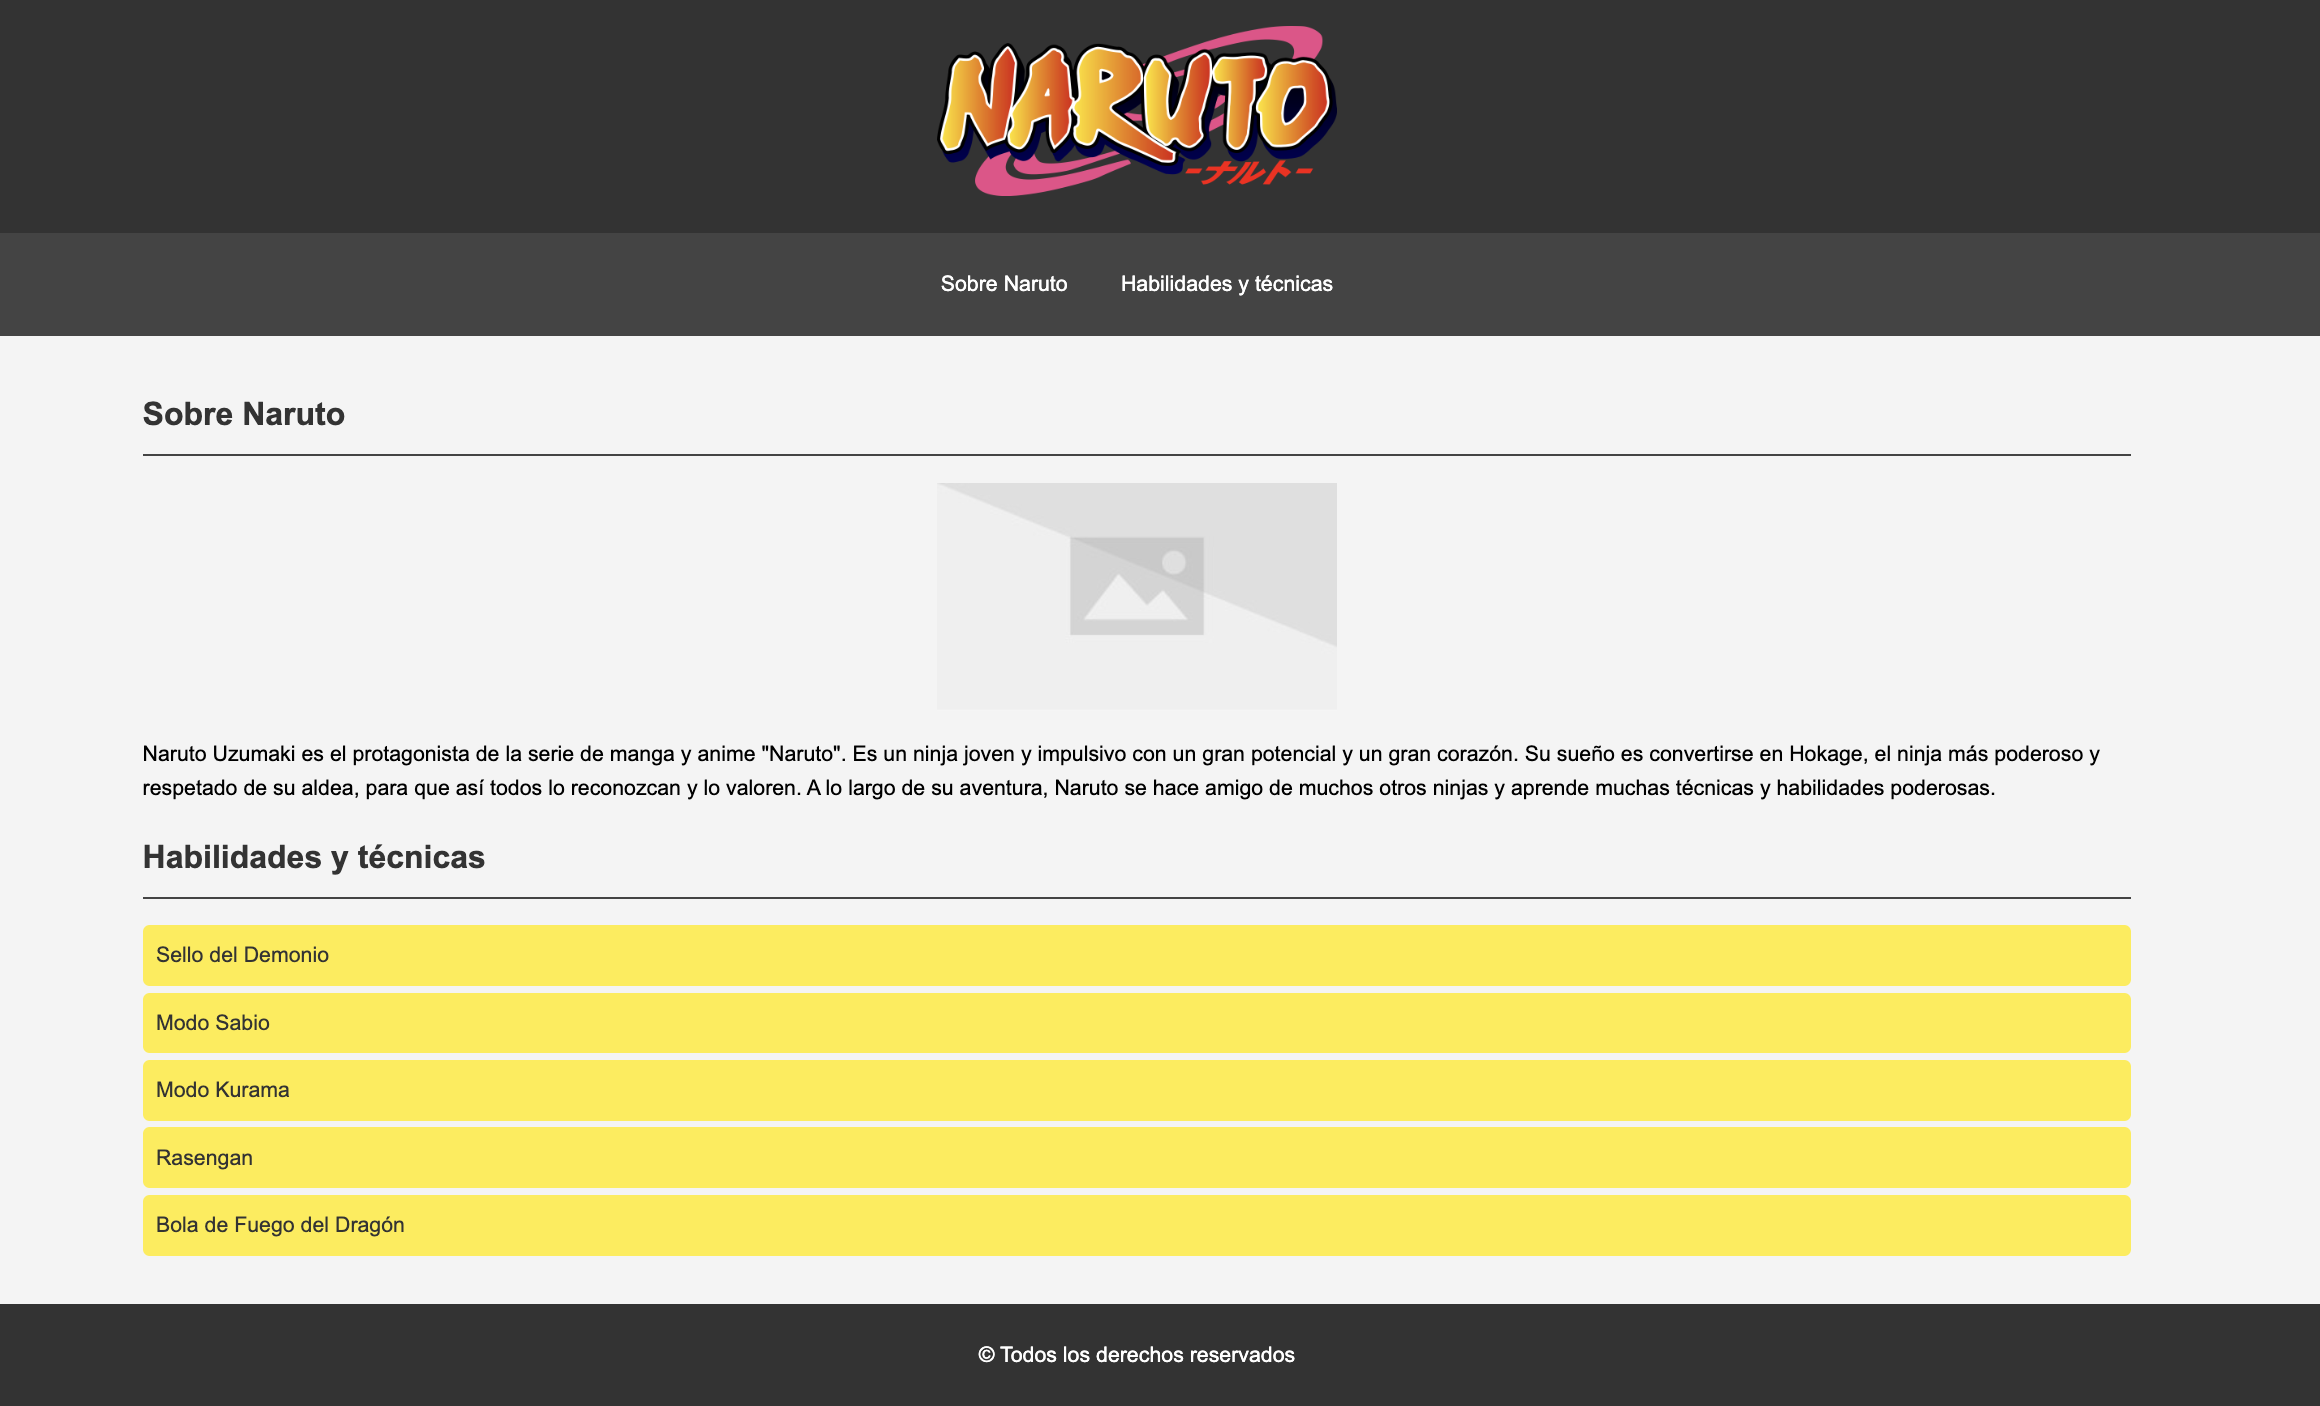 NARUTO
-ナルト-
Sobre Naruto Habilidades y técnicas
Sobre Naruto
Naruto Uzumaki es el protagonista de la serie de manga y anime "Naruto". Es un ninja joven y impulsivo con un gran potencial y un gran corazón. Su sueño es convertirse en Hokage, el ninja más poderoso y
respetado de su aldea, para que así todos lo reconozcan y lo valoren. A lo largo de su aventura, Naruto se hace amigo de muchos otros ninjas y aprende muchas técnicas y habilidades poderosas.
Habilidades y técnicas
Sello del Demonio
Modo Sabio
Modo Kurama
Rasengan
Bola de Fuego del Dragón
© Todos los derechos reservados